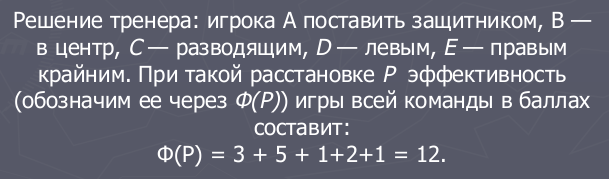 Решение тренера: игрока А поставить защитником, В —
в центр, C — разводящим, D — левым, E — правым
крайним. При такой расстановке P эффективность
(обозначим ее через Ф(P)) игры всей команды в баллах
составит:
Ф(Р) = 3 + 5 + 1+2+1 = 12.